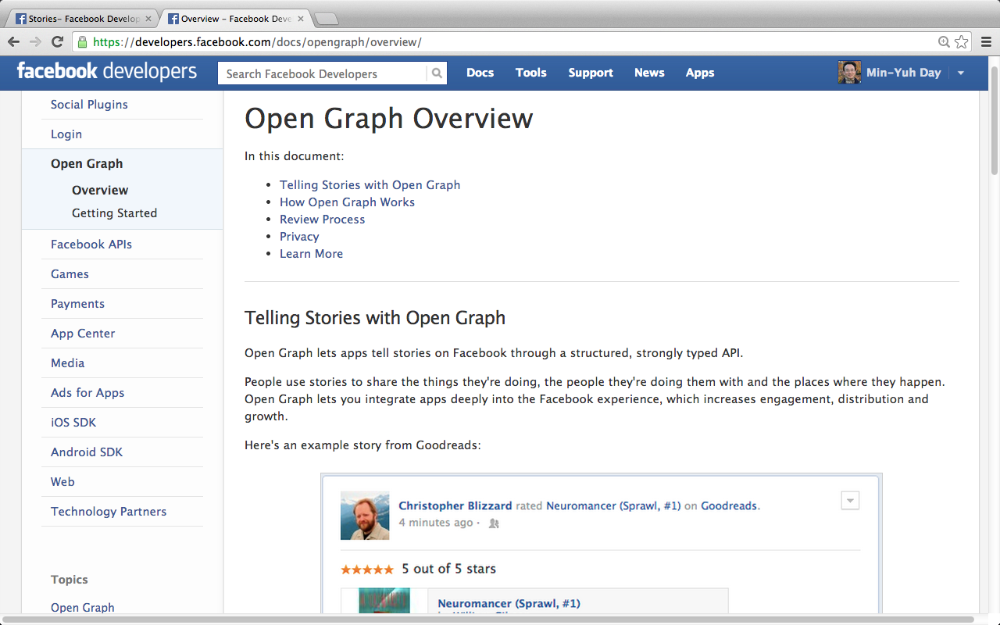 Stories- Facebook Develop
Overview - Facebook Deve
https://developers.facebook.com/docs/opengraph/overview/
facebook developers
Search Facebook Developers
Docs
Tools
Support
News
Apps
Min-Yuh Day
Social Plugins
Login
Open Graph
Overview
Getting Started
Facebook APIs
Games
Payments
App Center
Media
Ads for Apps
iOS SDK
Android SDK
Web
Technology Partners
Topics
Open Graph
Open Graph Overview
In this document:
• Telling Stories with Open Graph
• How Open Graph Works
• Review Process
• Privacy
• Learn More
Telling Stories with Open Graph
Open Graph lets apps tell stories on Facebook through a structured, strongly typed API.
People use stories to share the things they're doing, the people they're doing them with and the places where they happen.
Open Graph lets you integrate apps deeply into the Facebook experience, which increases engagement, distribution and
growth.
Here's an example story from Goodreads:
Christopher Blizzard rated Neuromancer (Sprawl, #1) on Goodreads.
4 minutes ago ·
5 out of 5 stars
Neuromancer (Sprawl, #1)